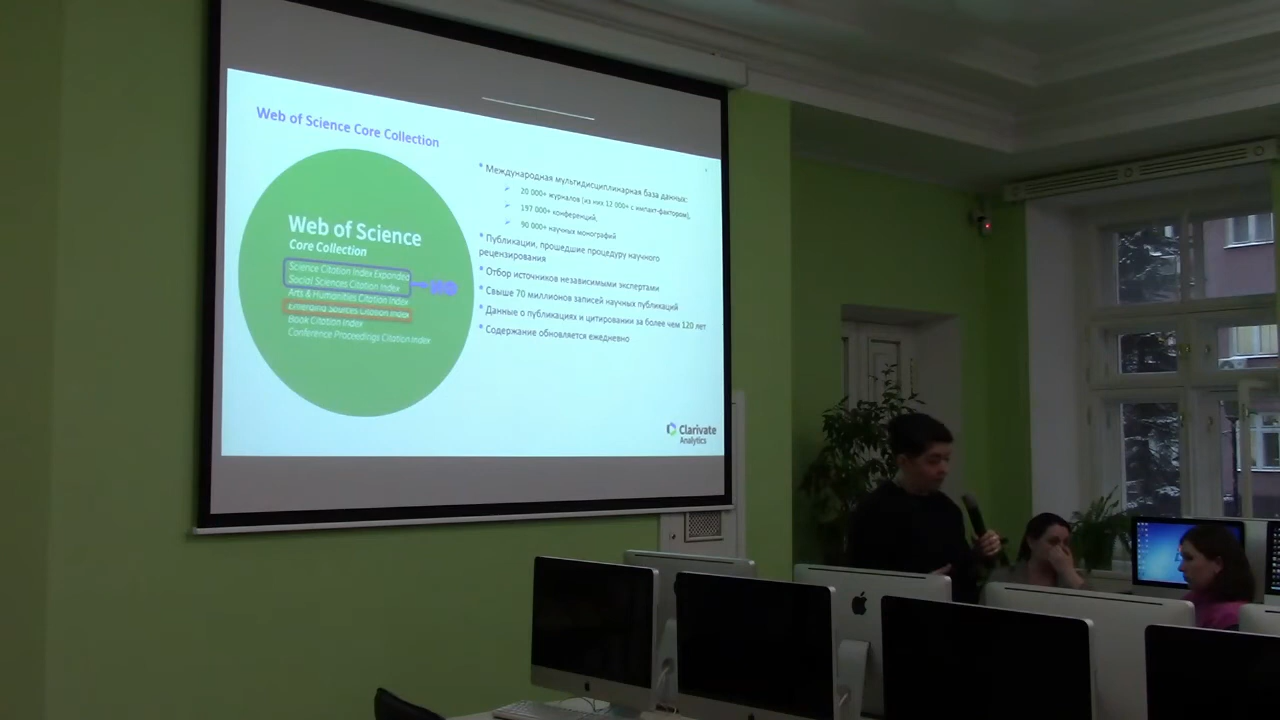 Web of Science Core Collection
Web of Science
Core Collection
Science Citation Index Expanded
Social Sciences Citation Index
Arts & Humanities Citation Index
Emerging Sources Citation Index
Book Citation Index
Conference Proceedings Citation Index
* Международная мультидисциплинарная база данных:
20 000+ журналов (из них 12 000+ с импакт-фактором),
197 000+ конференций,
90 000+ научных монографий
* Публикации, прошедшие процедуру научного
рецензирования
* Отбор источников независимыми экспертами
* Свыше 70 миллионов записей научных публикаций
* Данные о публикациях и цитировании за более чем 120 лет
* Содержание обновляется ежедневно
Clarivate
Analytics